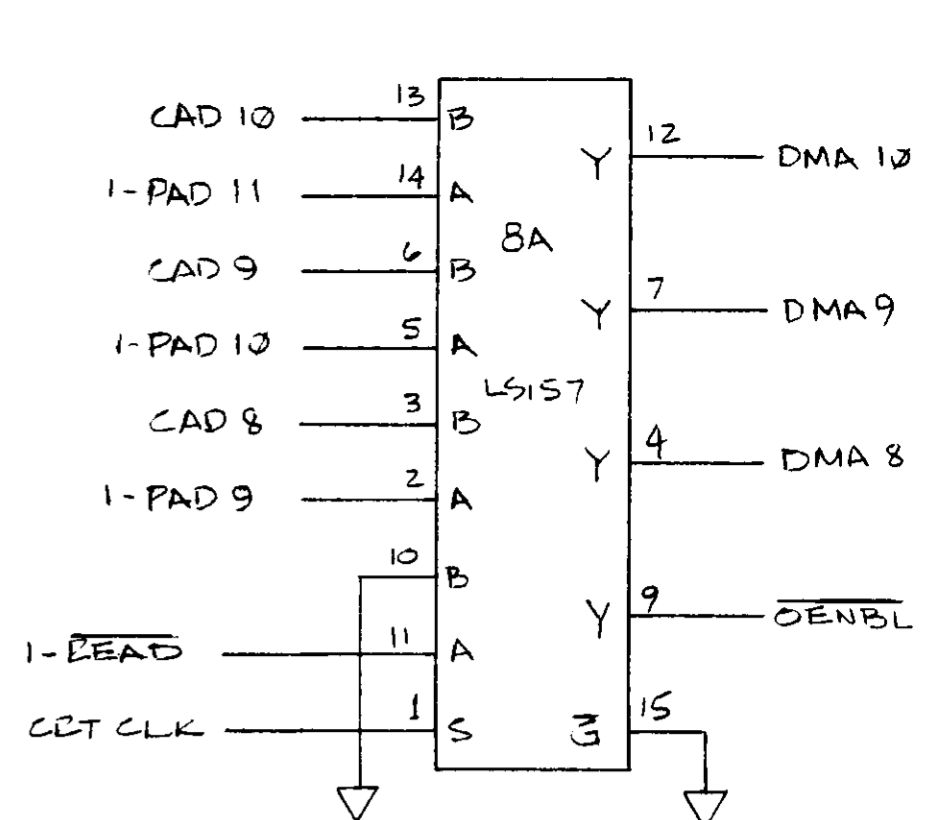 CAD 10 13 B
12 Y DMA 10
1-PAD 11 14 A
8A
CAD 9 6 B
7 Y DMA 9
1-PAD 10 5 A
LS157
CAD 8 3 B
4 Y DMA 8
1-PAD 9 2 A
10 B
9 Y OENBL
1-READ 11 A
CRT CLK 1 S
G 15